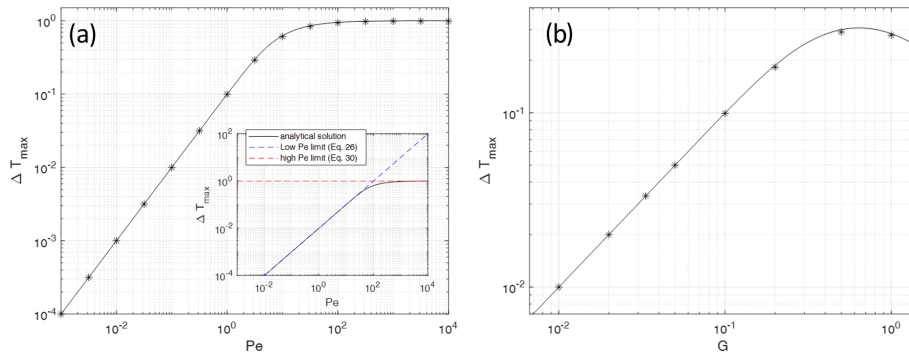 (a)
10^0
10^-1
10^-2
10^-3
10^-4
Δ T_max
10^-2 10^0 10^2 10^4
Pe
analytical solution
Low Pe limit (Eq. 26)
high Pe limit (Eq. 30)
10^2
10^0
10^-2
10^-4
Δ T_max
10^-2 10^0 10^2 10^4
Pe
(b)
10^-1
10^-2
Δ T_max
10^-2 10^-1 10^0
G